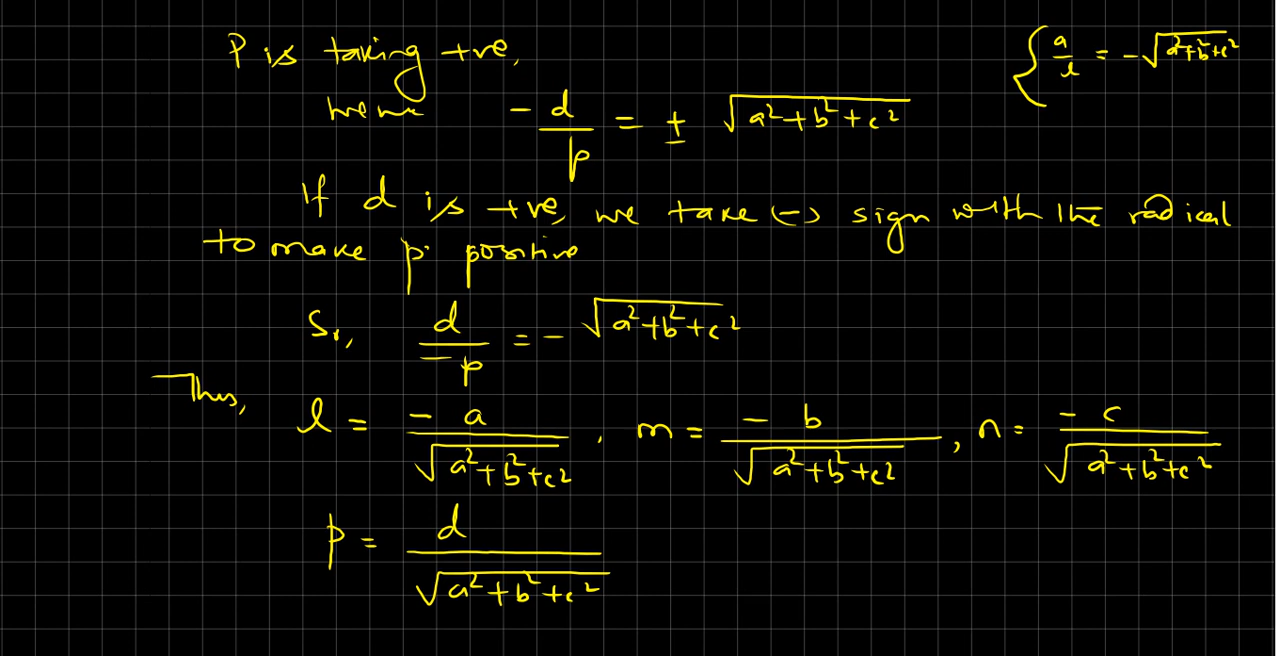 P is taking +ve,
{ a/l = -√(a²+b²+c²)
-d/p = ± √(a²+b²+c²)
If d is +ve, we take (-) sign with the radical
to make p positive
So, d/-p = - √(a²+b²+c²)
Thus, l = -a/√(a²+b²+c²), m = -b/√(a²+b²+c²), n = -c/√(a²+b²+c²)
p = d/√(a²+b²+c²)